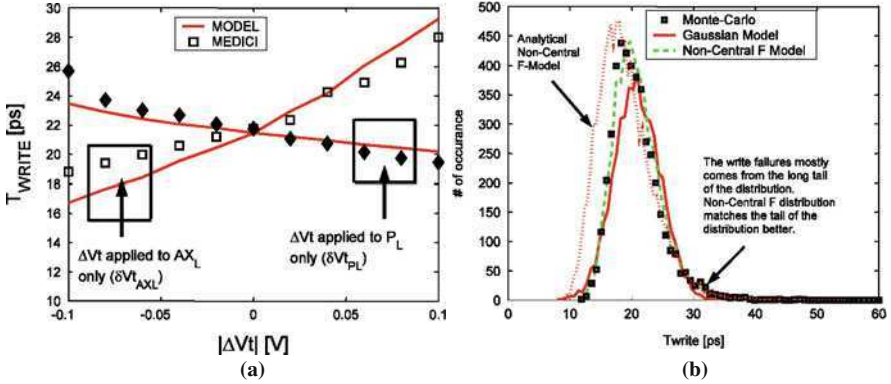 MODEL
MEDICI
T_WRITE [ps]
30
28
26
24
22
20
18
16
14
12
10
-0.1
-0.05
0
0.05
0.1
|ΔVt| [V]
ΔVt applied to AX_L
only (δVt_AXL)
ΔVt applied to P_L
only (δVt_PL)
(a)
Monte-Carlo
Gaussian Model
Non-Central F Model
Analytical
Non-Central
F-Model
# of occurance
500
450
400
350
300
250
200
150
100
50
0
0
10
20
30
40
50
60
Twrite [ps]
The write failures mostly
comes from the long tail
of the distribution.
Non-Central F distribution
matches the tail of the
distribution better.
(b)